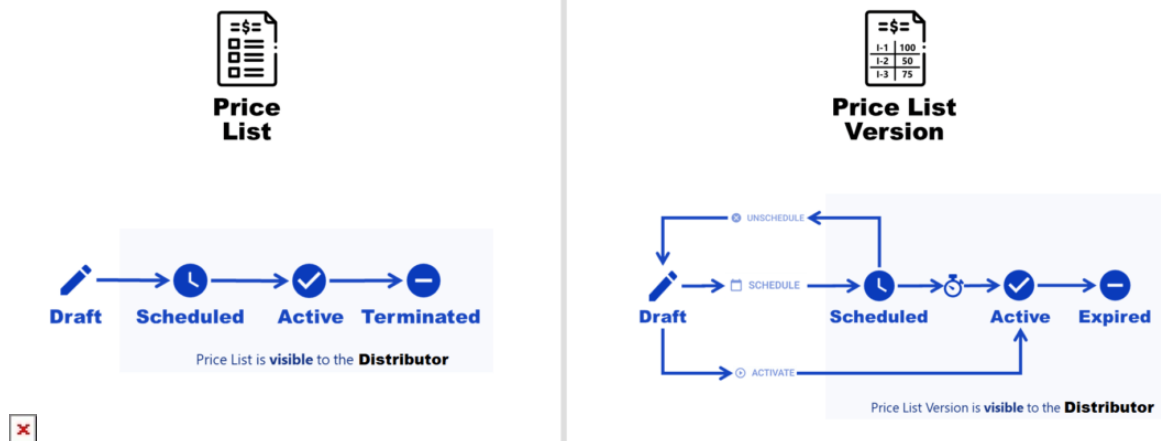 =$=
Price
List
Draft
Scheduled
Active
Terminated
Price List is visible to the Distributor
=$=
I-1 100
I-2 50
I-3 75
Price List
Version
UNSCHEDULE
SCHEDULE
Draft
Scheduled
Active
Expired
ACTIVATE
Price List Version is visible to the Distributor